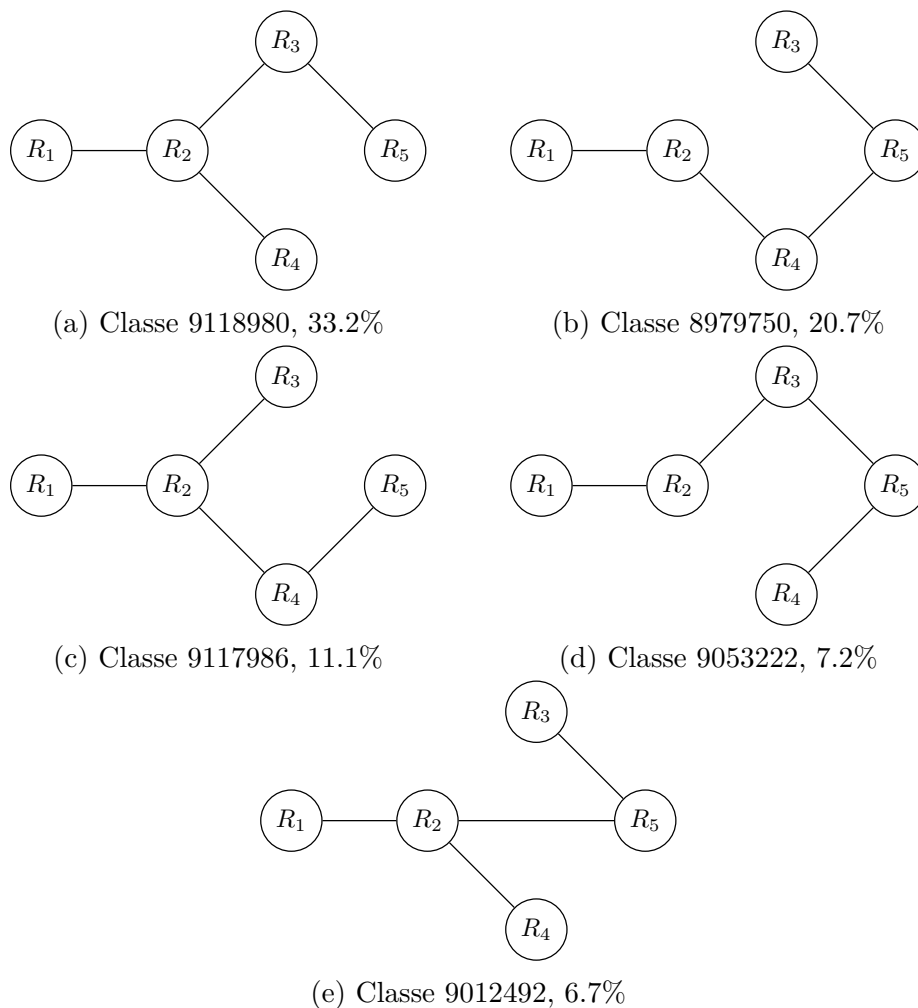 R3 R3
R1 R2 R5 R1 R2 R5
R4 R4
(a) Classe 9118980, 33.2% (b) Classe 8979750, 20.7%
R3 R3
R1 R2 R5 R1 R2 R5
R4 R4
(c) Classe 9117986, 11.1% (d) Classe 9053222, 7.2%
R3
R1 R2 R5
R4
(e) Classe 9012492, 6.7%